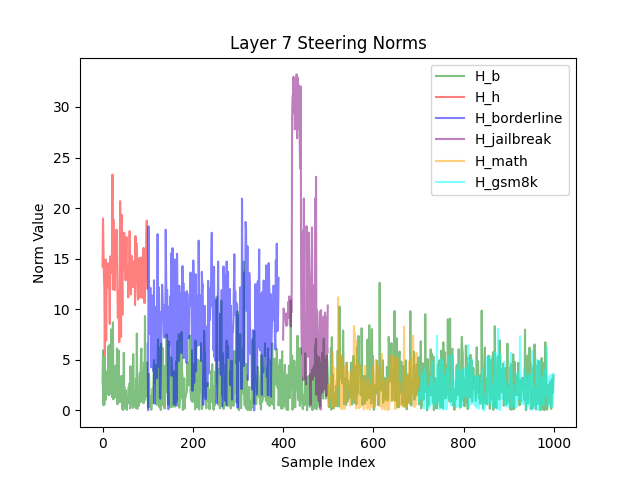 Layer 7 Steering Norms
H_b
H_h
H_borderline
H_jailbreak
H_math
H_gsm8k
Norm Value
30
25
20
15
10
5
0
0 200 400 600 800 1000
Sample Index